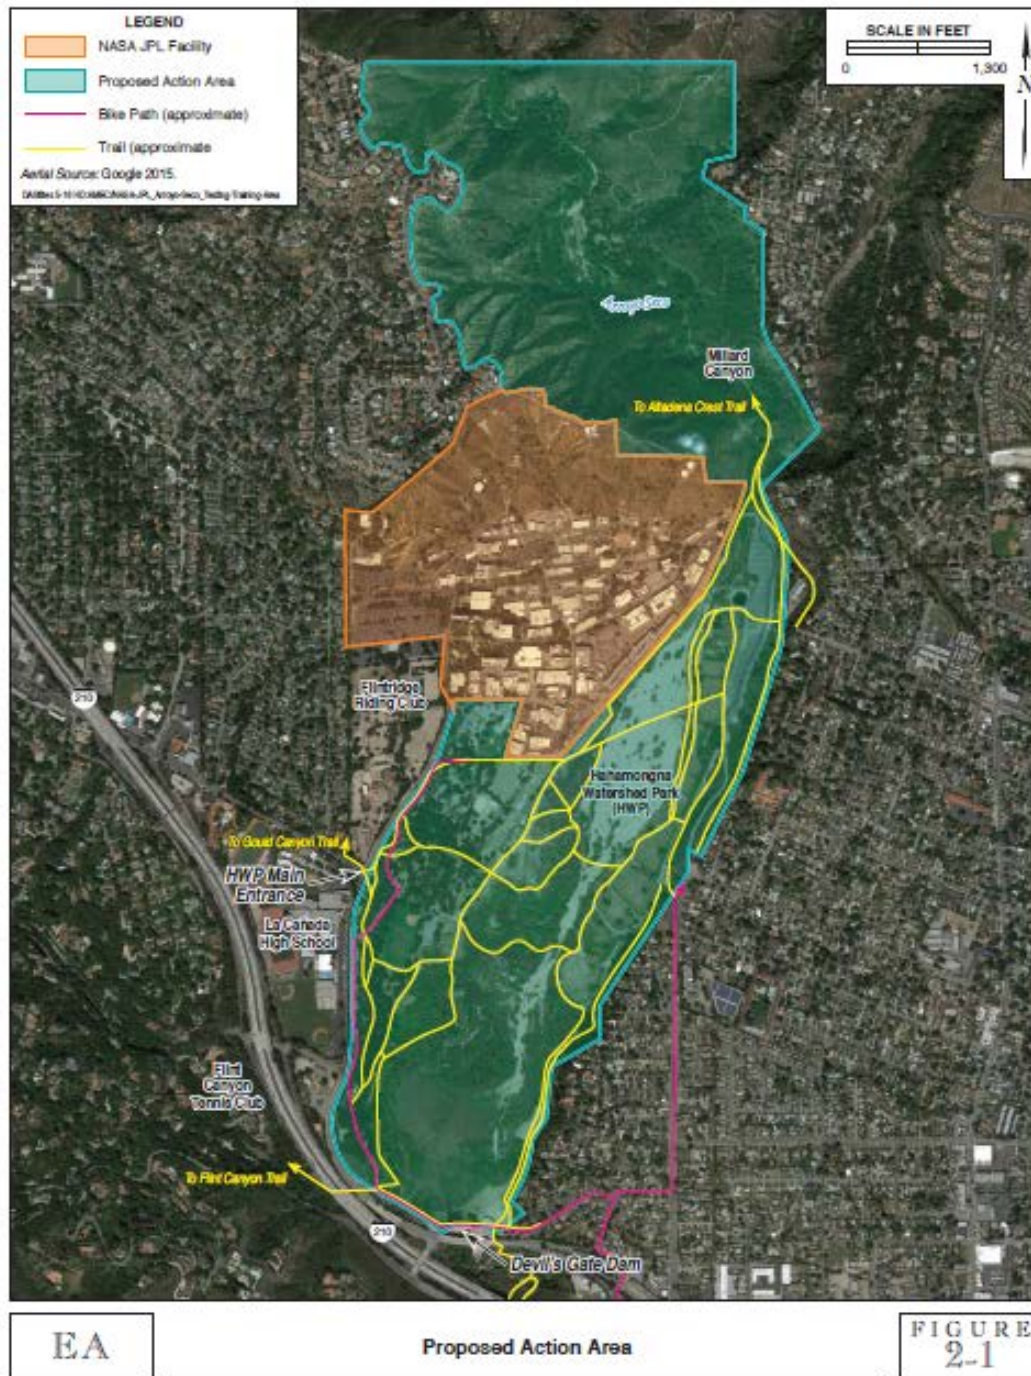 LEGEND
NASA JPL Facility
Proposed Action Area
Bike Path (approximate)
Trail (approximate
Aerial Source: Google 2015.
SCALE IN FEET
0 1,300
N
Arroyo Seco
Millard
Canyon
To Altadena Crest Trail
Flintridge
Riding Club
210
Hahamongna
Watershed Park
(HWP)
To Gould Canyon Trail
HWP Main
Entrance
La Canada
High School
Flint
Canyon
Tennis Club
To Flint Canyon Trail
210
Devil's Gate Dam
EA
Proposed Action Area
FIGURE
2-1